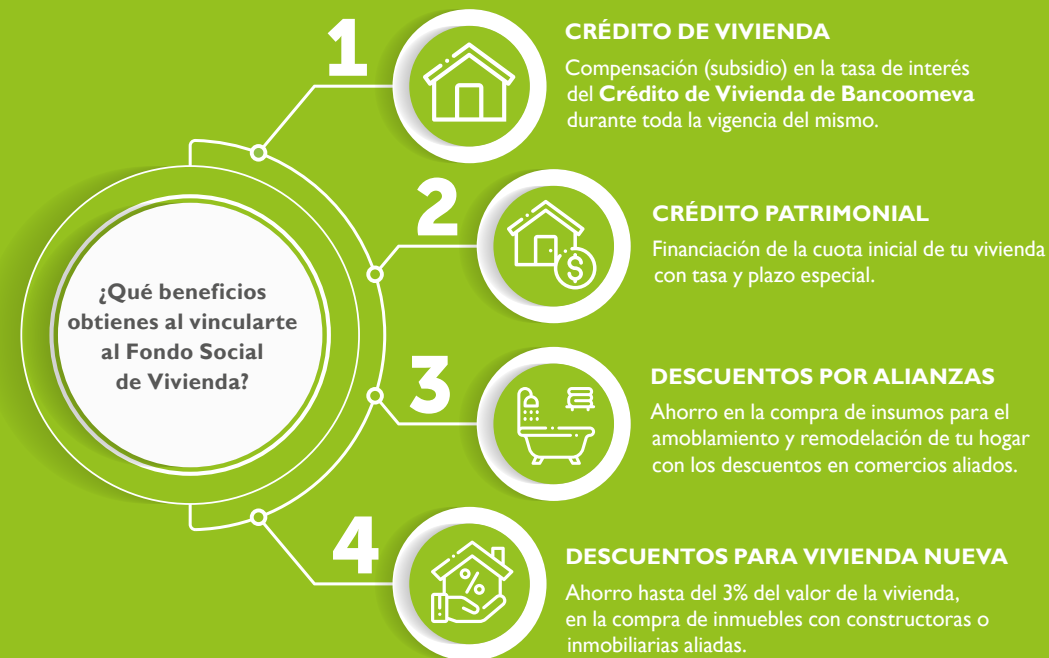 ¿Qué beneficios
obtienes al vincularte
al Fondo Social
de Vivienda?
1
CRÉDITO DE VIVIENDA
Compensación (subsidio) en la tasa de interés
del Crédito de Vivienda de Bancoomeva
durante toda la vigencia del mismo.
2
CRÉDITO PATRIMONIAL
Financiación de la cuota inicial de tu vivienda
con tasa y plazo especial.
$
3
DESCUENTOS POR ALIANZAS
Ahorro en la compra de insumos para el
amoblamiento y remodelación de tu hogar
con los descuentos en comercios aliados.
4
%
DESCUENTOS PARA VIVIENDA NUEVA
Ahorro hasta del 3% del valor de la vivienda,
en la compra de inmuebles con constructoras o
inmobiliarias aliadas.